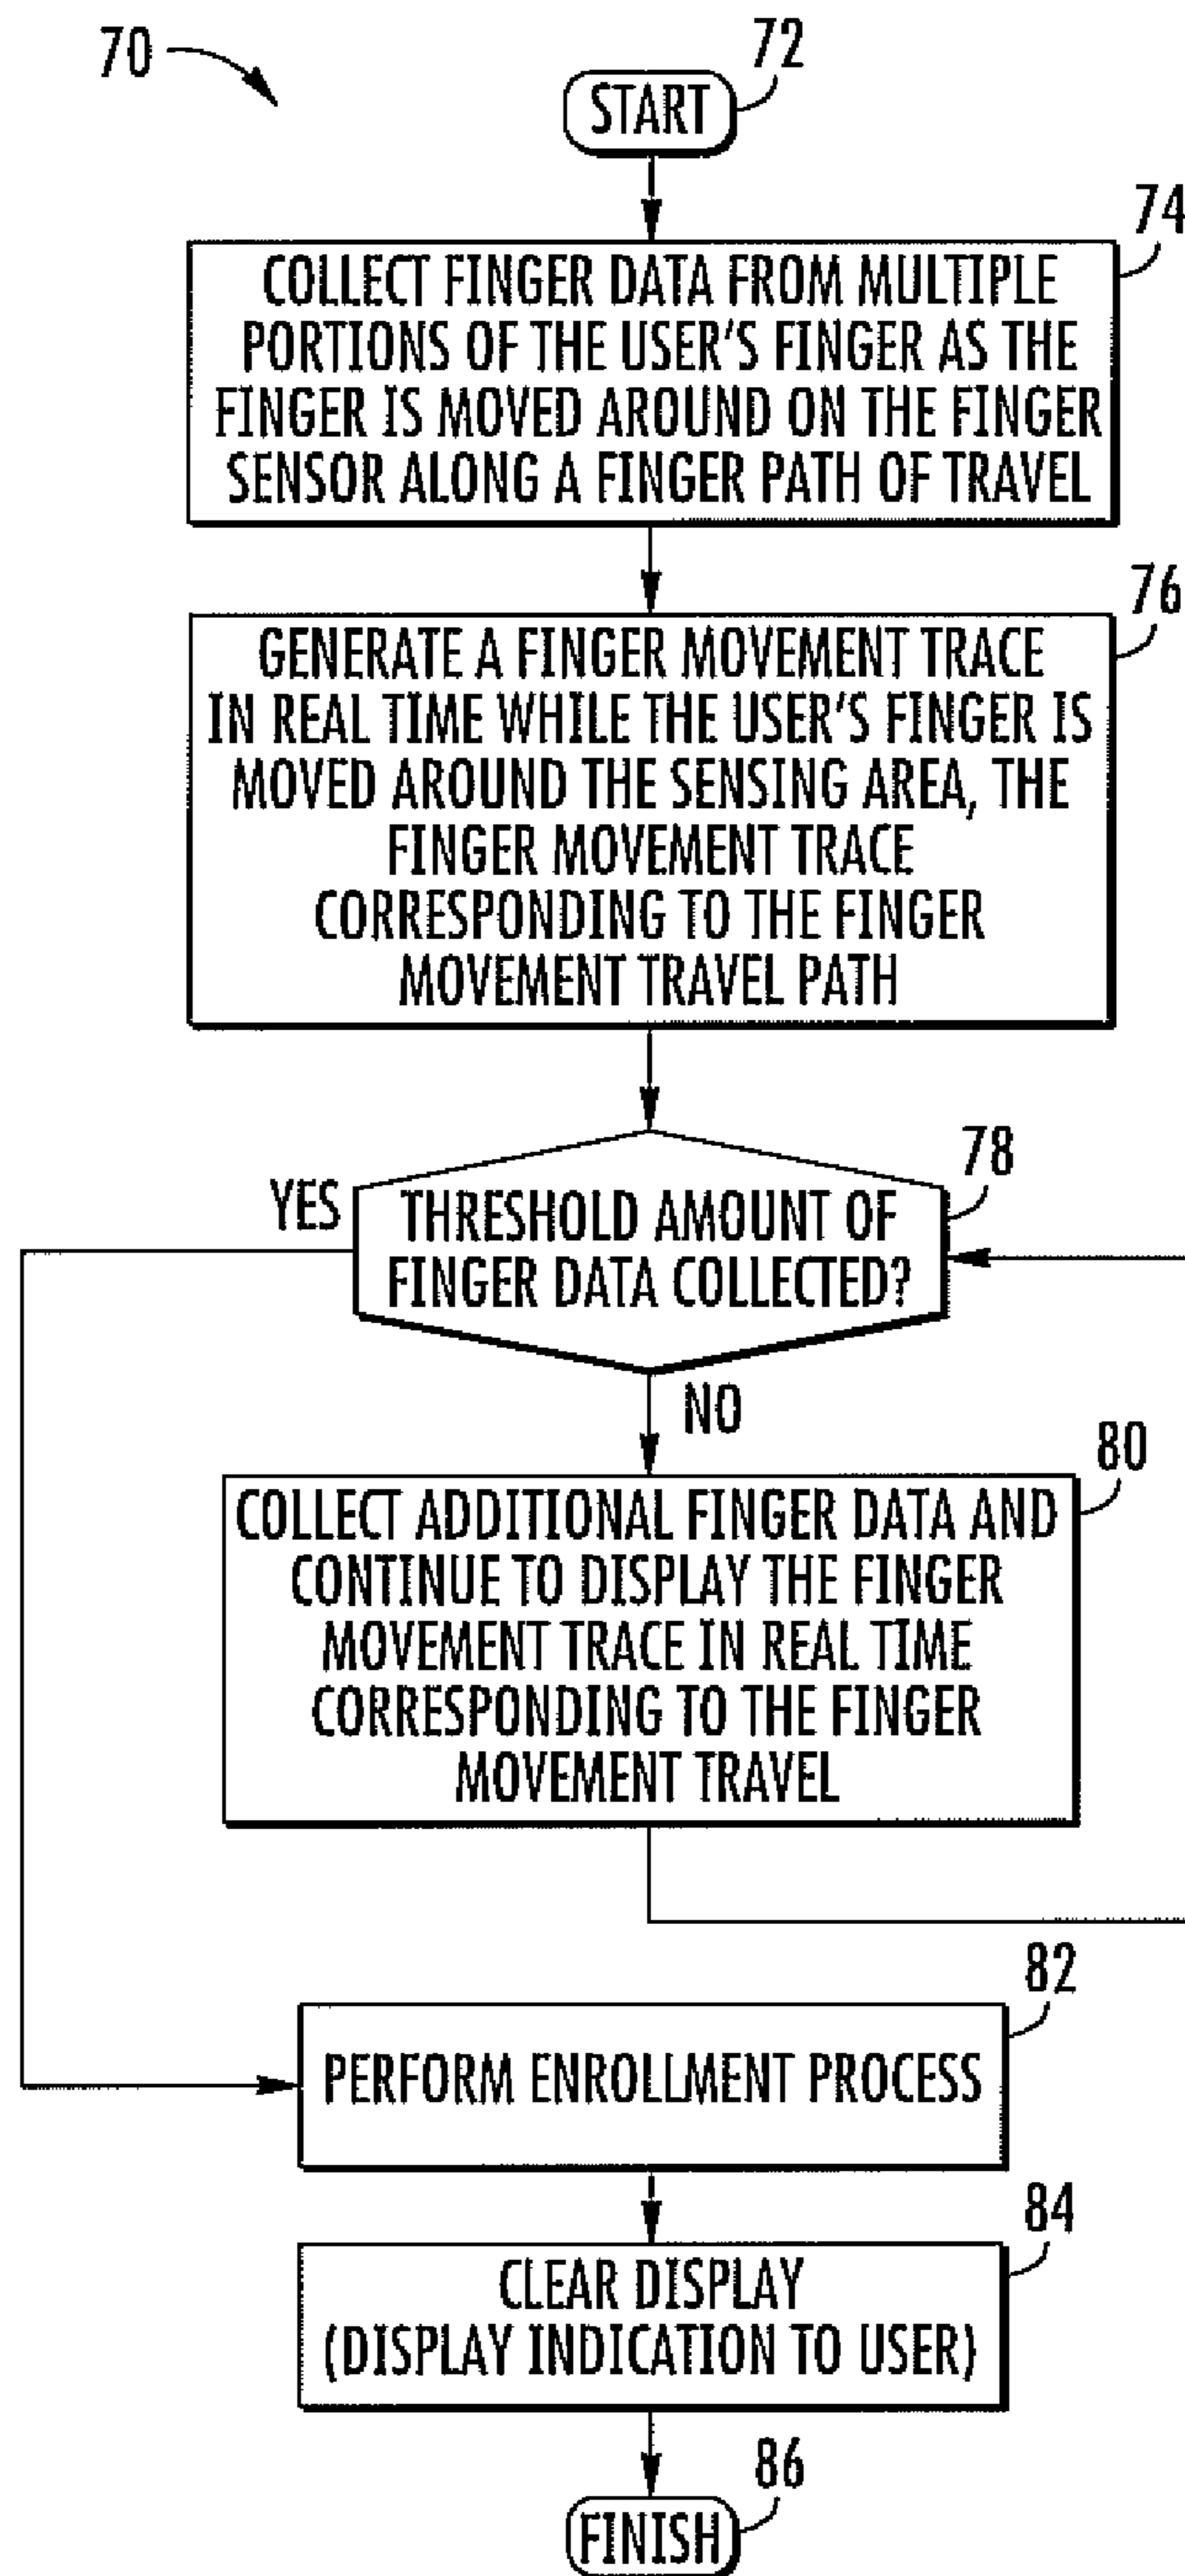 70
72
START
74
COLLECT FINGER DATA FROM MULTIPLE
PORTIONS OF THE USER'S FINGER AS THE
FINGER IS MOVED AROUND ON THE FINGER
SENSOR ALONG A FINGER PATH OF TRAVEL
76
GENERATE A FINGER MOVEMENT TRACE
IN REAL TIME WHILE THE USER'S FINGER IS
MOVED AROUND THE SENSING AREA, THE
FINGER MOVEMENT TRACE
CORRESPONDING TO THE FINGER
MOVEMENT TRAVEL PATH
78
YES
THRESHOLD AMOUNT OF
FINGER DATA COLLECTED?
NO
80
COLLECT ADDITIONAL FINGER DATA AND
CONTINUE TO DISPLAY THE FINGER
MOVEMENT TRACE IN REAL TIME
CORRESPONDING TO THE FINGER
MOVEMENT TRAVEL
82
PERFORM ENROLLMENT PROCESS
84
CLEAR DISPLAY
(DISPLAY INDICATION TO USER)
86
FINISH